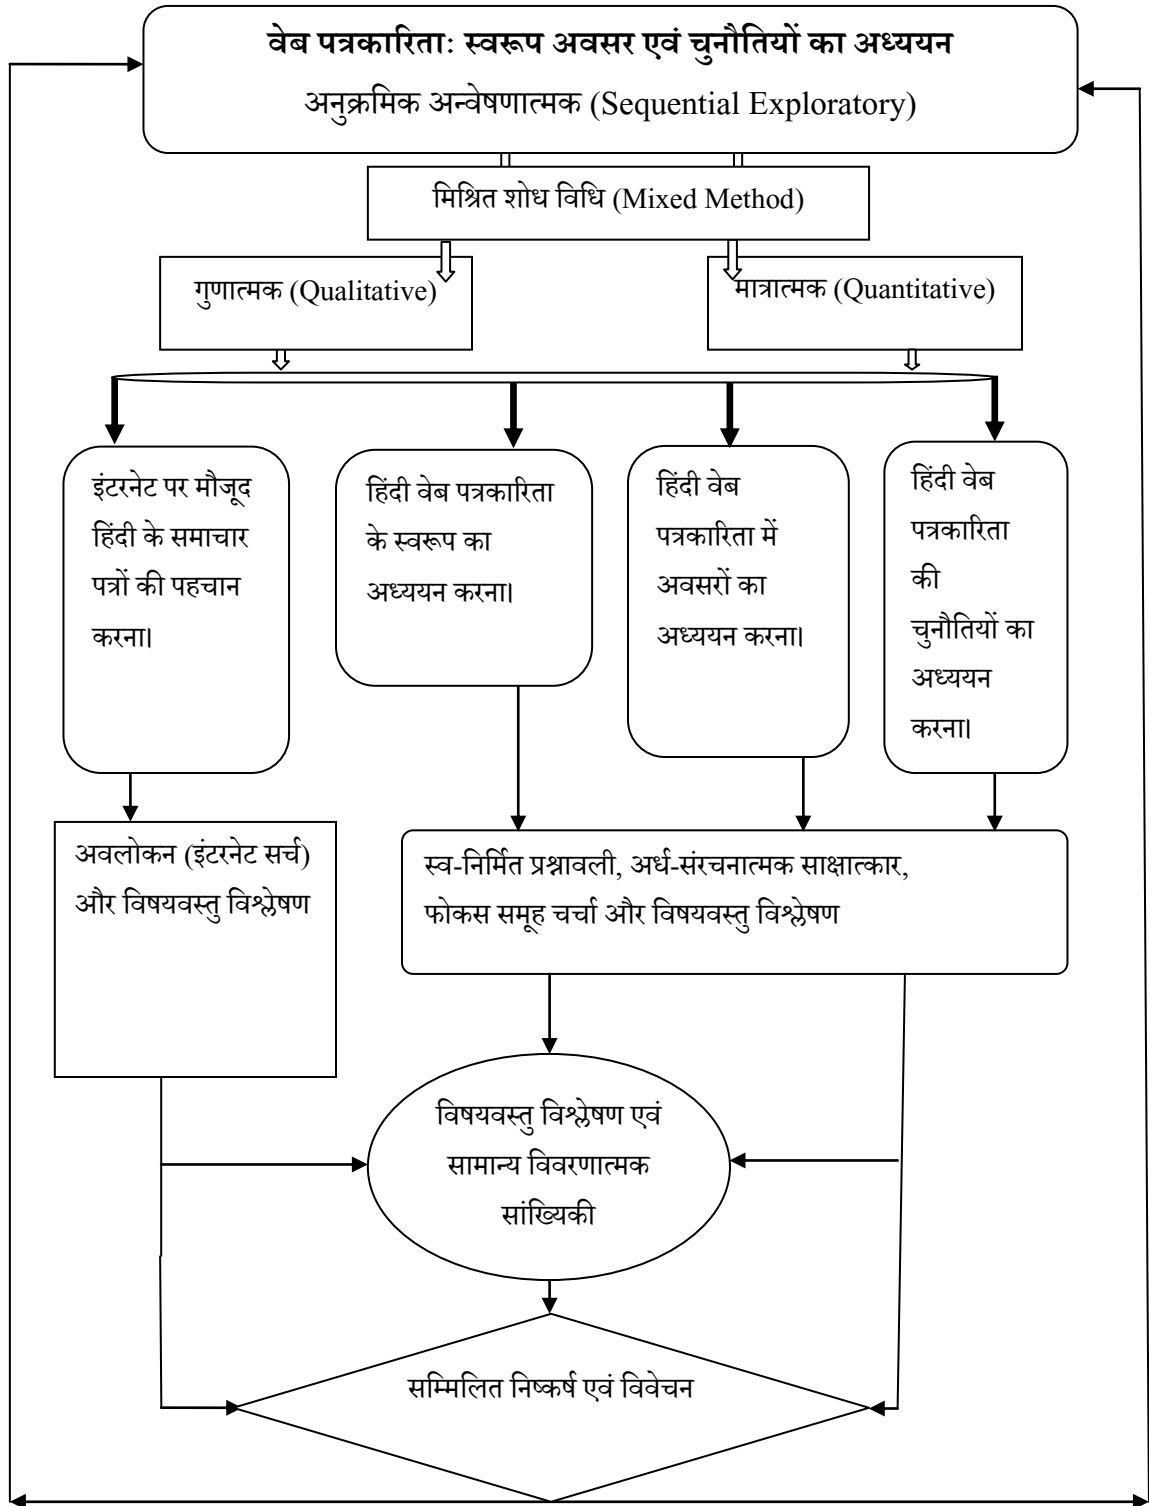 वेब पत्रकारिताः स्वरूप अवसर एवं चुनौतियों का अध्ययन
अनुक्रमिक अन्वेषणात्मक (Sequential Exploratory)
मिश्रित शोध विधि (Mixed Method)
गुणात्मक (Qualitative)
मात्रात्मक (Quantitative)
इंटरनेट पर मौजूद
हिंदी के समाचार
पत्रों की पहचान
करना।
हिंदी वेब पत्रकारिता
के स्वरूप का
अध्ययन करना।
हिंदी वेब
पत्रकारिता में
अवसरों का
अध्ययन करना।
हिंदी वेब
पत्रकारिता
की
चुनौतियों का
अध्ययन
करना।
अवलोकन (इंटरनेट सर्च)
और विषयवस्तु विश्लेषण
स्व-निर्मित प्रश्नावली, अर्ध-संरचनात्मक साक्षात्कार,
फोकस समूह चर्चा और विषयवस्तु विश्लेषण
विषयवस्तु विश्लेषण एवं
सामान्य विवरणात्मक
सांख्यिकी
सम्मिलित निष्कर्ष एवं विवेचन